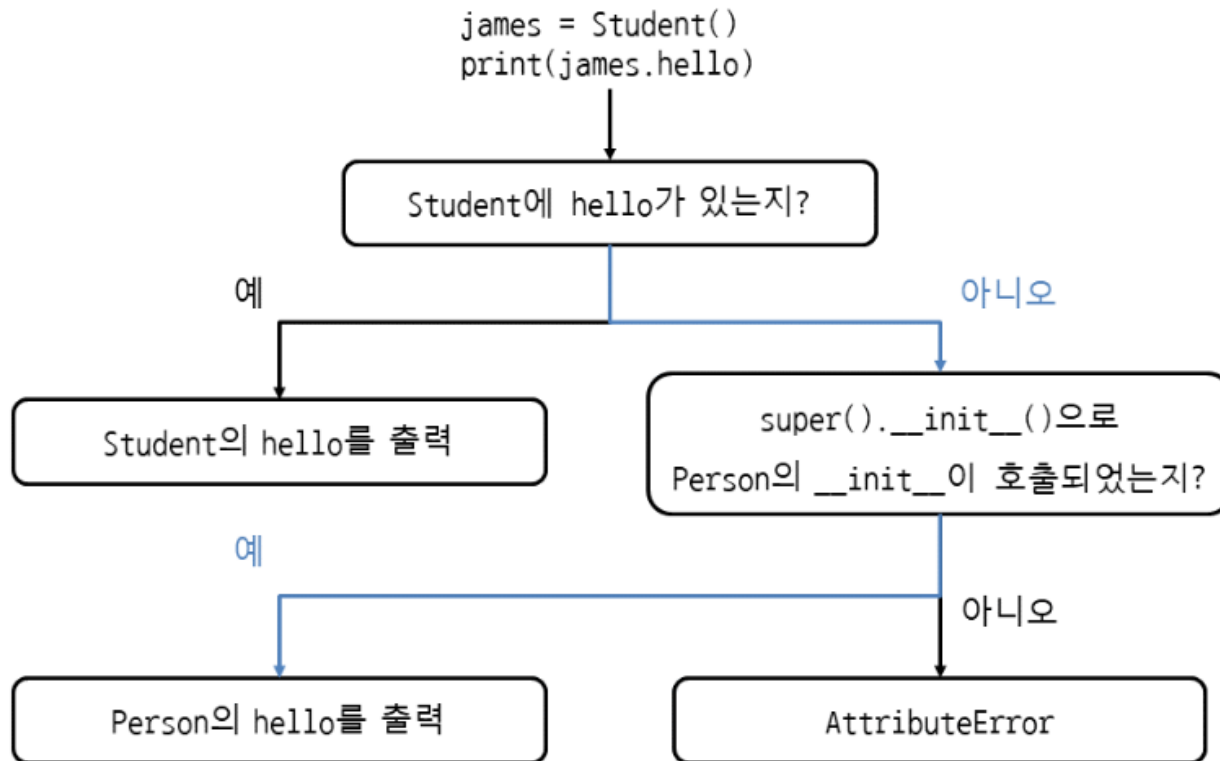 james = Student()
print(james.hello)
Student에 hello가 있는지?
예
아니오
Student의 hello를 출력
super().__init__()으로
Person의 __init__이 호출되었는지?
예
아니오
Person의 hello를 출력
AttributeError